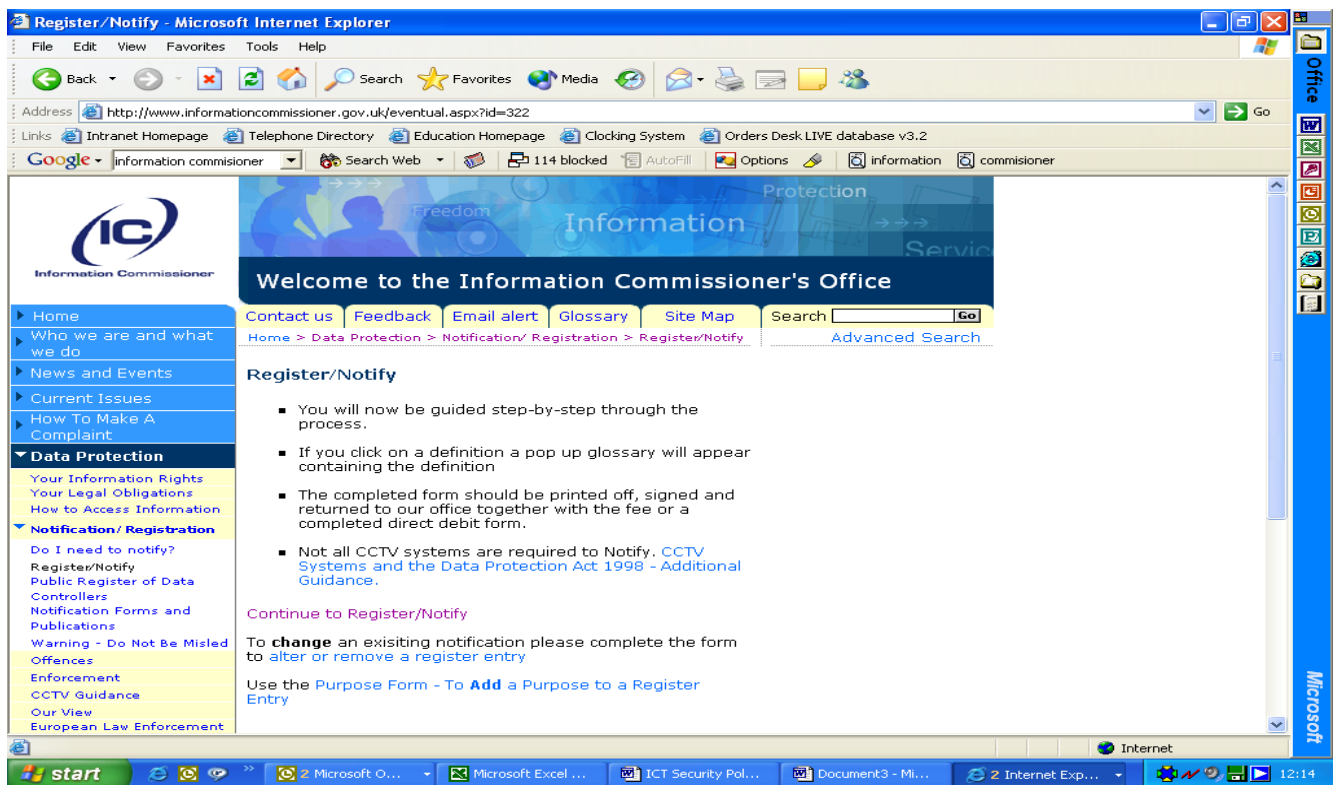 Register/Notify - Microsoft Internet Explorer
File Edit View Favorites Tools Help
Back Search Favorites Media
Address http://www.informationcommissioner.gov.uk/eventual.aspx?id=322 Go
Links Intranet Homepage Telephone Directory Education Homepage Clocking System Orders Desk LIVE database v3.2
Google information commisioner Search Web 114 blocked AutoFill Options information commisioner
Office
Microsoft
IC
Information Commissioner
Freedom Information Protection Servic
Welcome to the Information Commissioner's Office
Contact us Feedback Email alert Glossary Site Map Search Go
Home > Data Protection > Notification/ Registration > Register/Notify Advanced Search
Home
Who we are and what
we do
News and Events
Current Issues
How To Make A
Complaint
Data Protection
Your Information Rights
Your Legal Obligations
How to Access Information
Notification/ Registration
Do I need to notify?
Register/Notify
Public Register of Data
Controllers
Notification Forms and
Publications
Warning - Do Not Be Misled
Offences
Enforcement
CCTV Guidance
Our View
European Law Enforcement
Register/Notify
You will now be guided step-by-step through the
process.
If you click on a definition a pop up glossary will appear
containing the definition
The completed form should be printed off, signed and
returned to our office together with the fee or a
completed direct debit form.
Not all CCTV systems are required to Notify. CCTV
Systems and the Data Protection Act 1998 - Additional
Guidance.
Continue to Register/Notify
To change an exisiting notification please complete the form
to alter or remove a register entry
Use the Purpose Form - To Add a Purpose to a Register
Entry
Internet
start 2 Microsoft O... Microsoft Excel ... ICT Security Pol... Document3 - Mi... 2 Internet Exp... 12:14